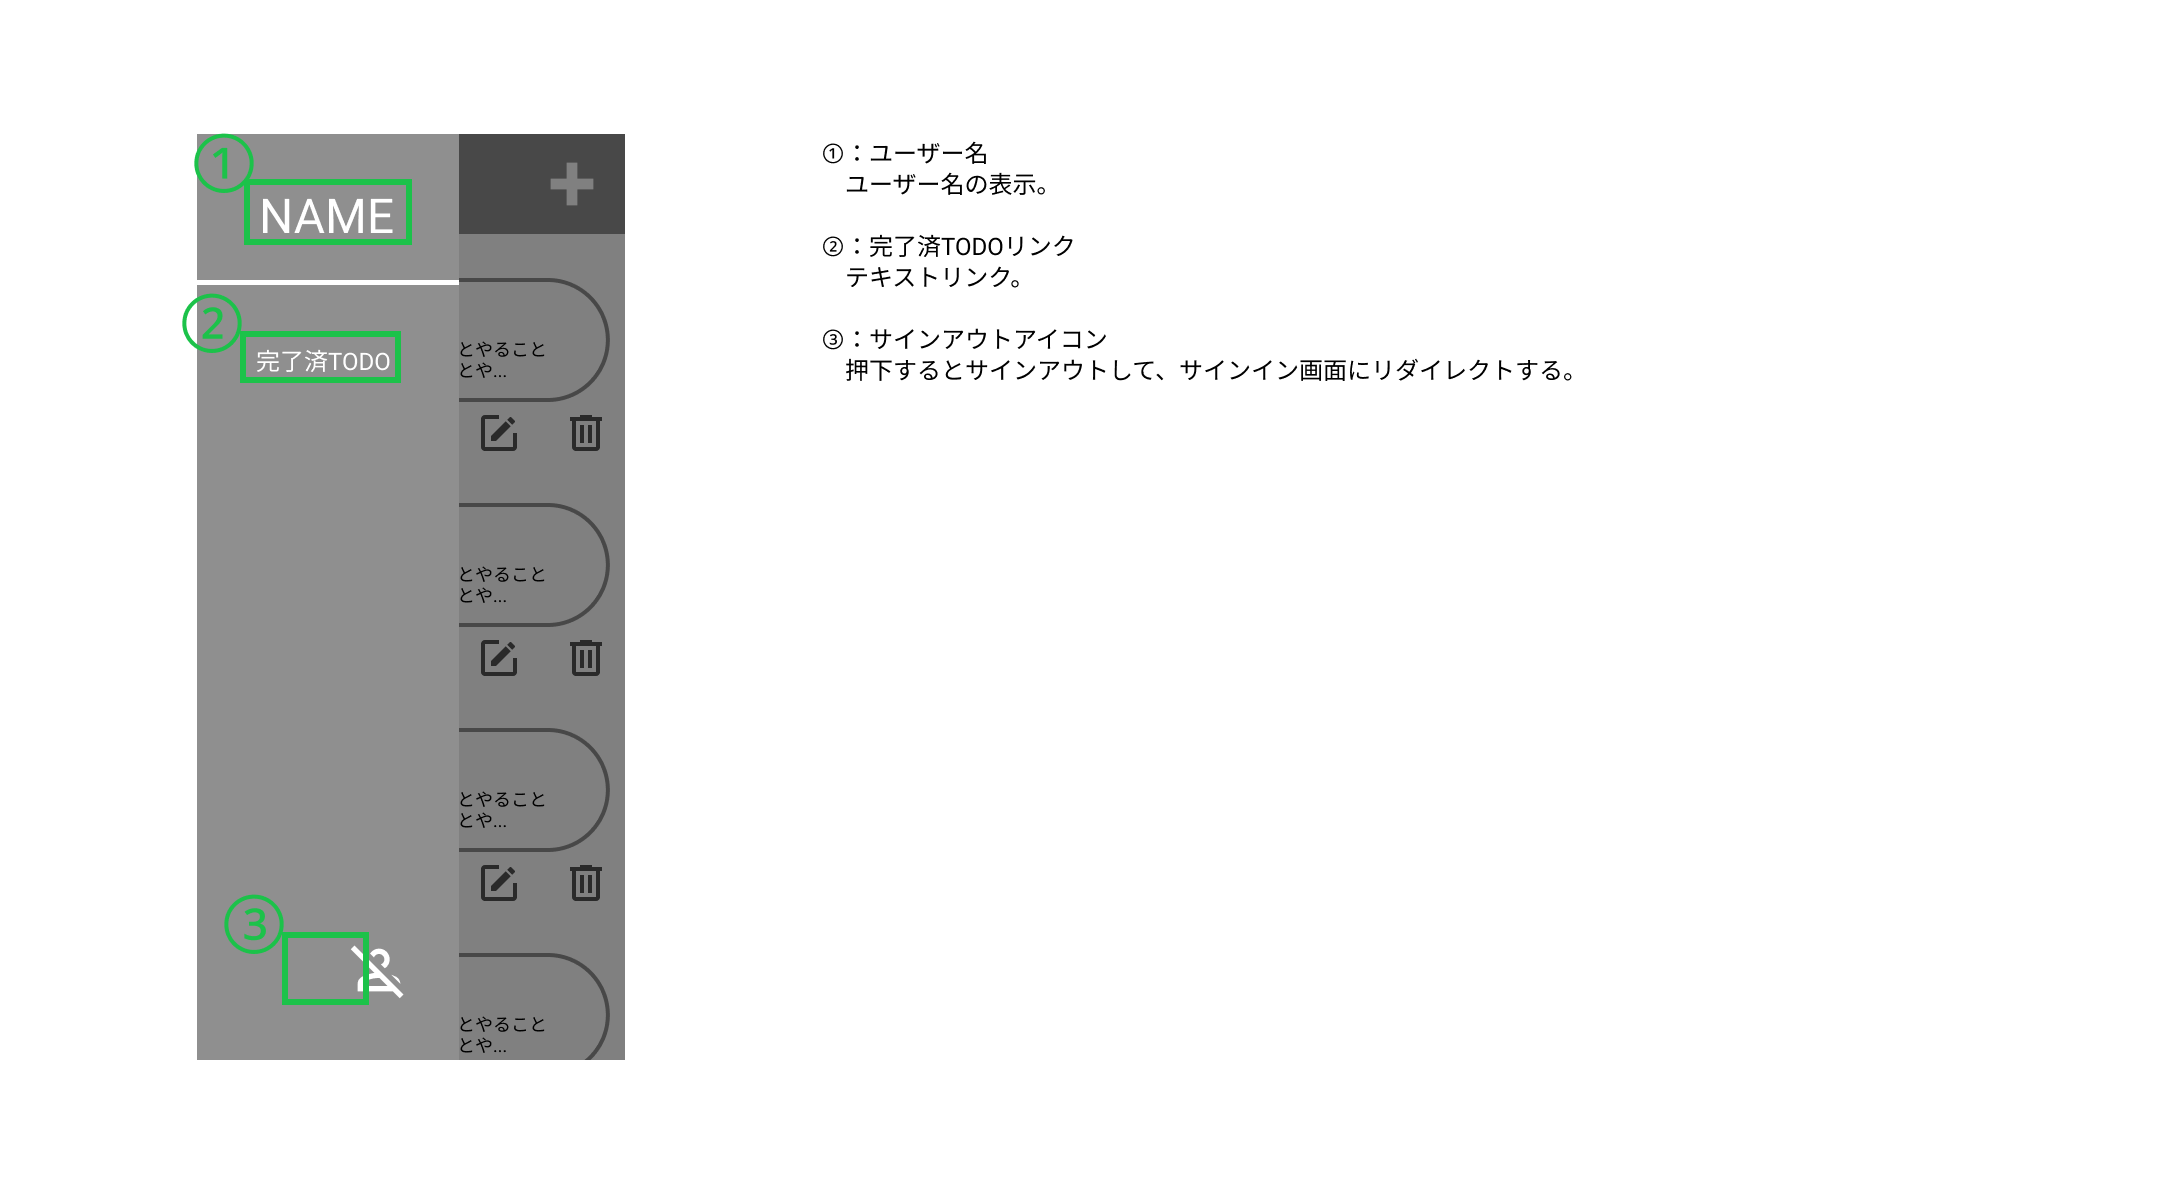 1
NAME
2
完了済TODO
とやること
とや...
とやること
とや...
とやること
とや...
3
とやること
とや...
①：ユーザー名
ユーザー名の表示。
②：完了済TODOリンク
テキストリンク。
③：サインアウトアイコン
押下するとサインアウトして、サインイン画面にリダイレクトする。